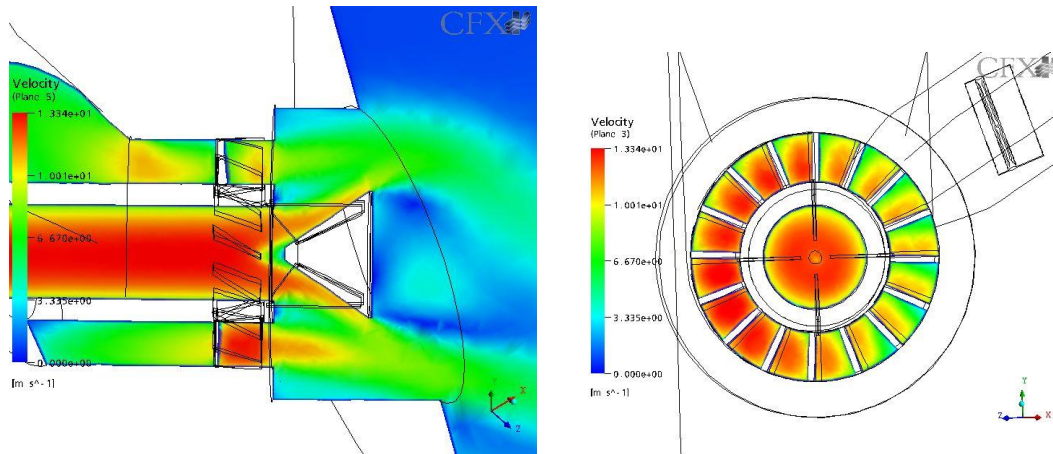 CFX
Velocity
(Plane 5)
1.334e+01
1.001e+01
6.670e+00
3.335e+00
0.000e+00
[m s^-1]
Y
X
Z
CFX
Velocity
(Plane 3)
1.334e+01
1.001e+01
6.670e+00
3.335e+00
0.000e+00
[m s^-1]
Y
Z
X